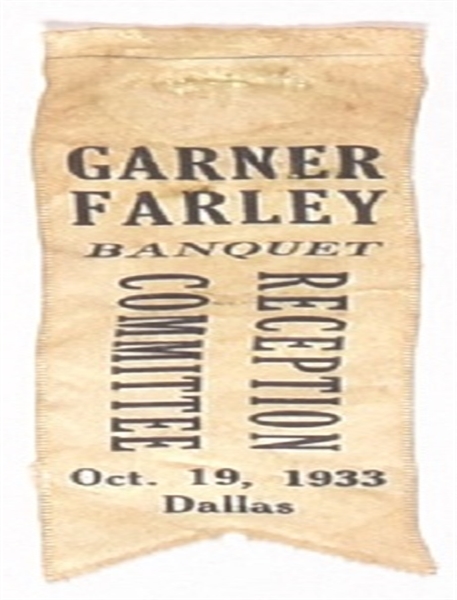 GARNER
FARLEY
BANQUET
RECEPTION
COMMITTEE
Oct. 19, 1933
Dallas